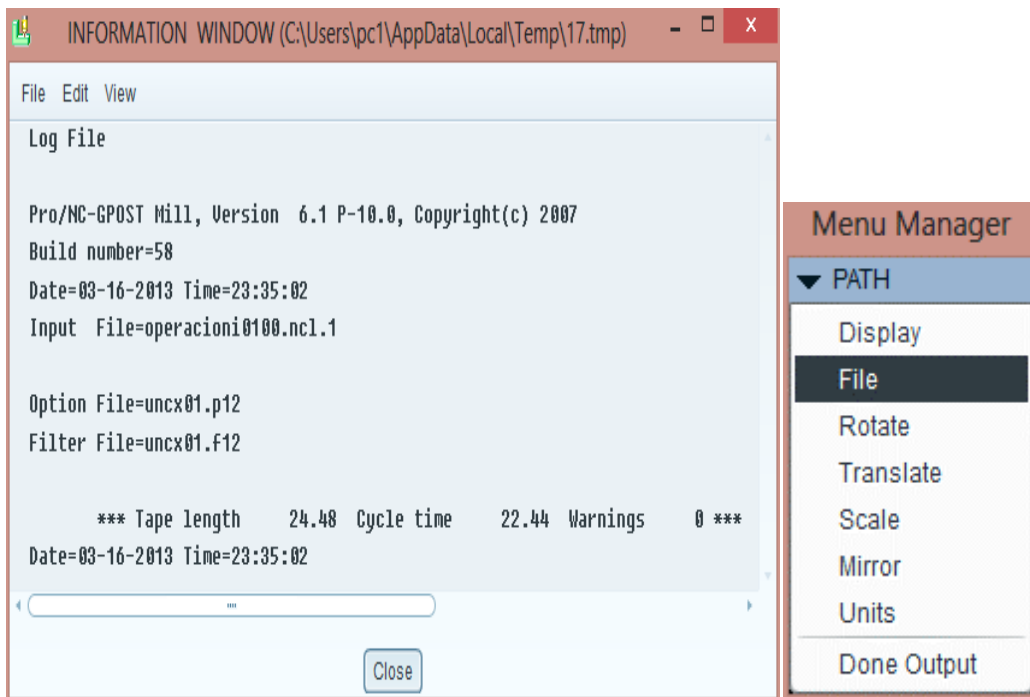 INFORMATION WINDOW (C:\Users\pc1\AppData\Local\Temp\17.tmp)
File Edit View
Log File
Pro/NC-GPOST Mill, Version 6.1 P-10.0, Copyright(c) 2007
Build number=58
Date=03-16-2013 Time=23:35:02
Input File=operacioni0100.ncl.1
Option File=uncx01.p12
Filter File=uncx01.f12
*** Tape length 24.48 Cycle time 22.44 Warnings 0 ***
Date=03-16-2013 Time=23:35:02
Close
Menu Manager
PATH
Display
File
Rotate
Translate
Scale
Mirror
Units
Done Output